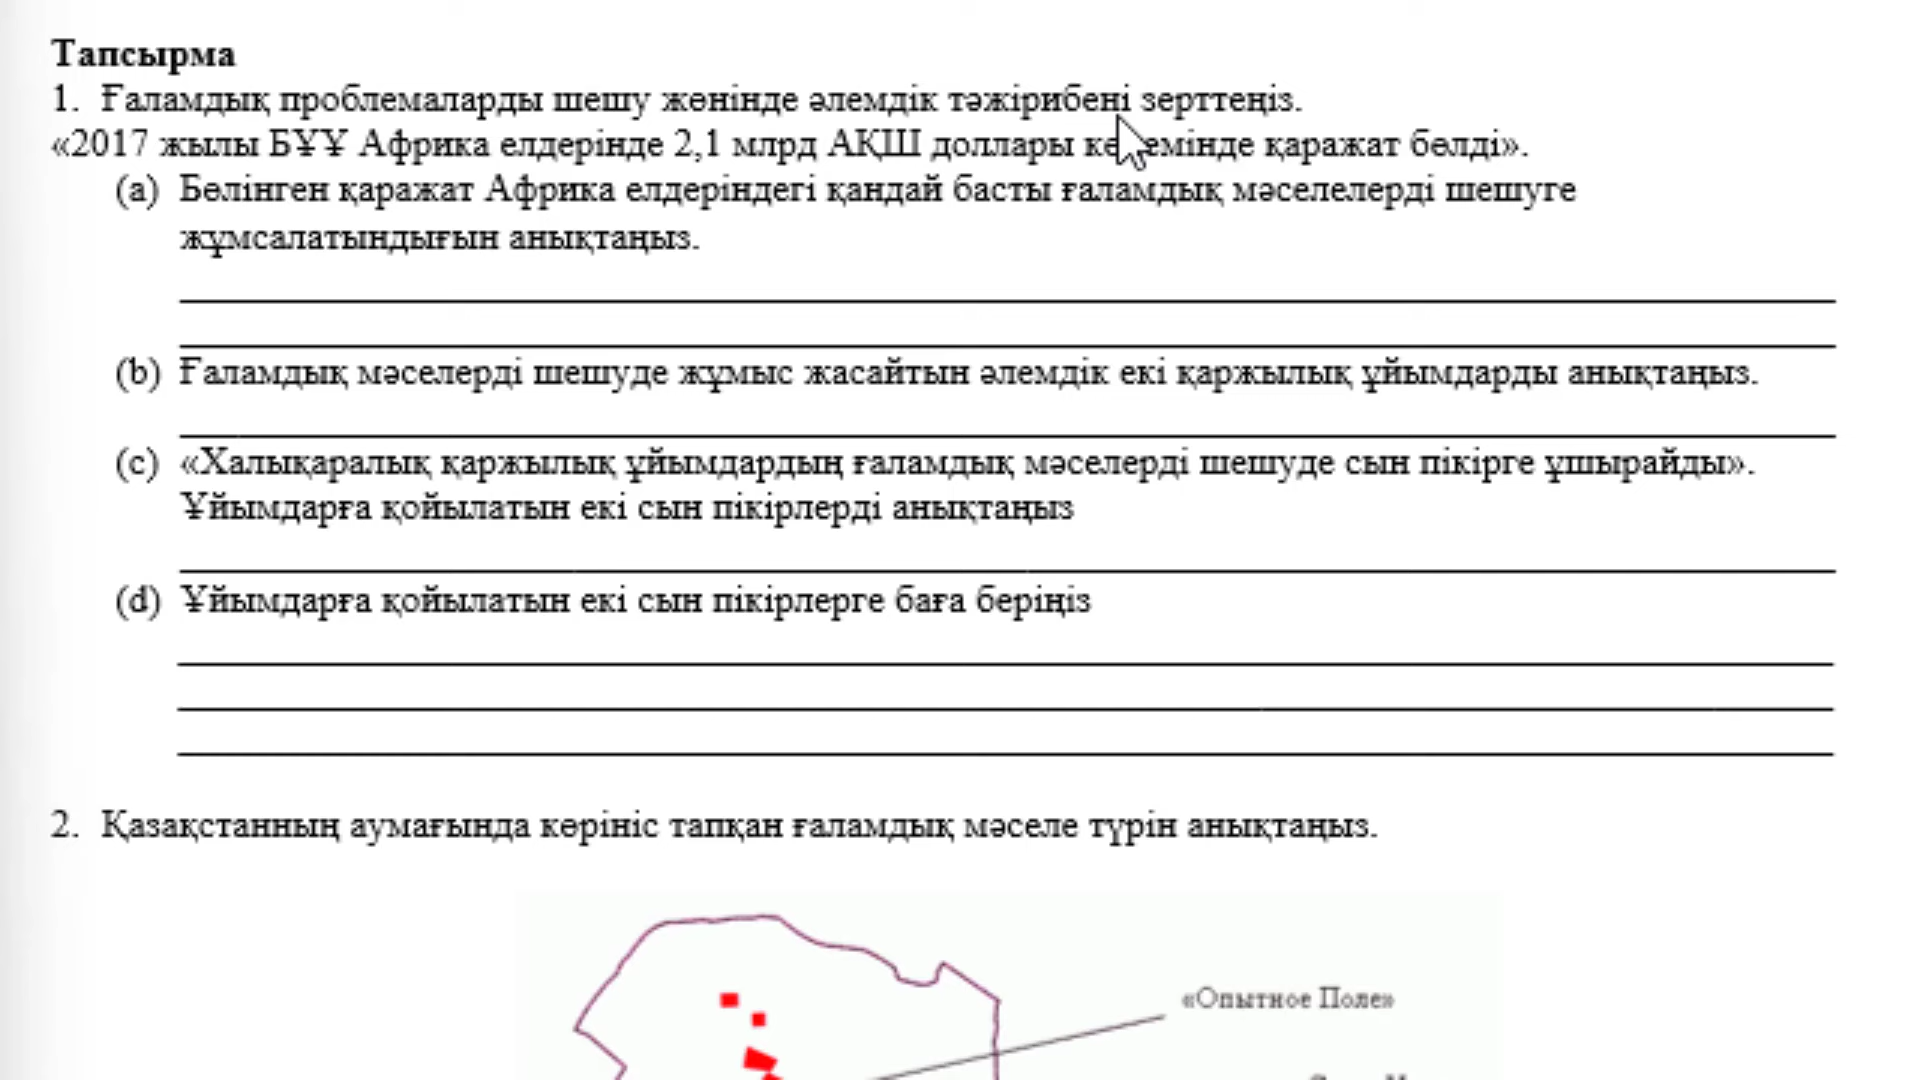 Тапсырма
1. Ғаламдық проблемаларды шешу жөнінде әлемдік тәжірибені зерттеңіз.
«2017 жылы БҰҰ Африка елдерінде 2,1 млрд АҚШ доллары көлемінде қаражат бөлді».
(a) Бөлінген қаражат Африка елдеріндегі қандай басты ғаламдық мәселелерді шешуге
жұмсалатындығын анықтаңыз.
(b) Ғаламдық мәселерді шешуде жұмыс жасайтын әлемдік екі қаржылық ұйымдарды анықтаңыз.
(c) «Халықаралық қаржылық ұйымдардың ғаламдық мәселерді шешуде сын пікірге ұшырайды».
Ұйымдарға қойылатын екі сын пікірлерді анықтаңыз
(d) Ұйымдарға қойылатын екі сын пікірлерге баға беріңіз
2. Қазақстанның аумағында көрініс тапқан ғаламдық мәселе түрін анықтаңыз.
«Опытное Поле»